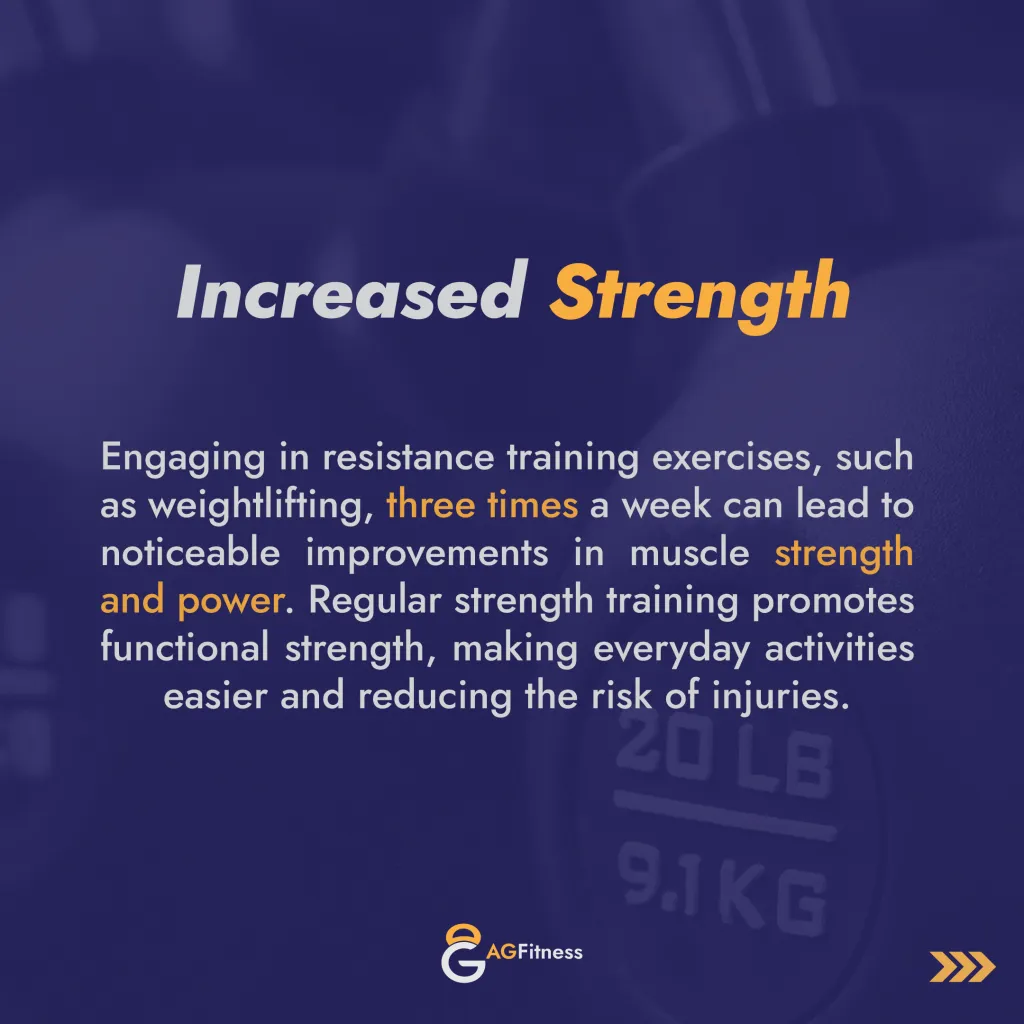 Increased Strength
Engaging in resistance training exercises, such
as weightlifting, three times a week can lead to
noticeable improvements in muscle strength
and power. Regular strength training promotes
functional strength, making everyday activities
easier and reducing the risk of injuries.
20 LB
9.1 KG
AGFitness